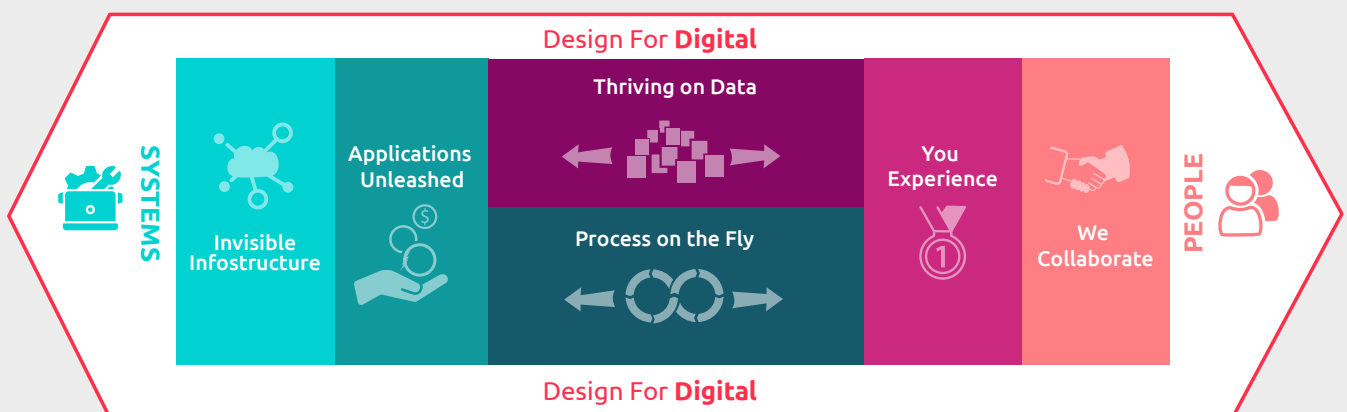 Design For Digital
SYSTEMS
Invisible
Infostructure
Applications
Unleashed
$
Thriving on Data
Process on the Fly
You
Experience
1
We
Collaborate
PEOPLE
Design For Digital